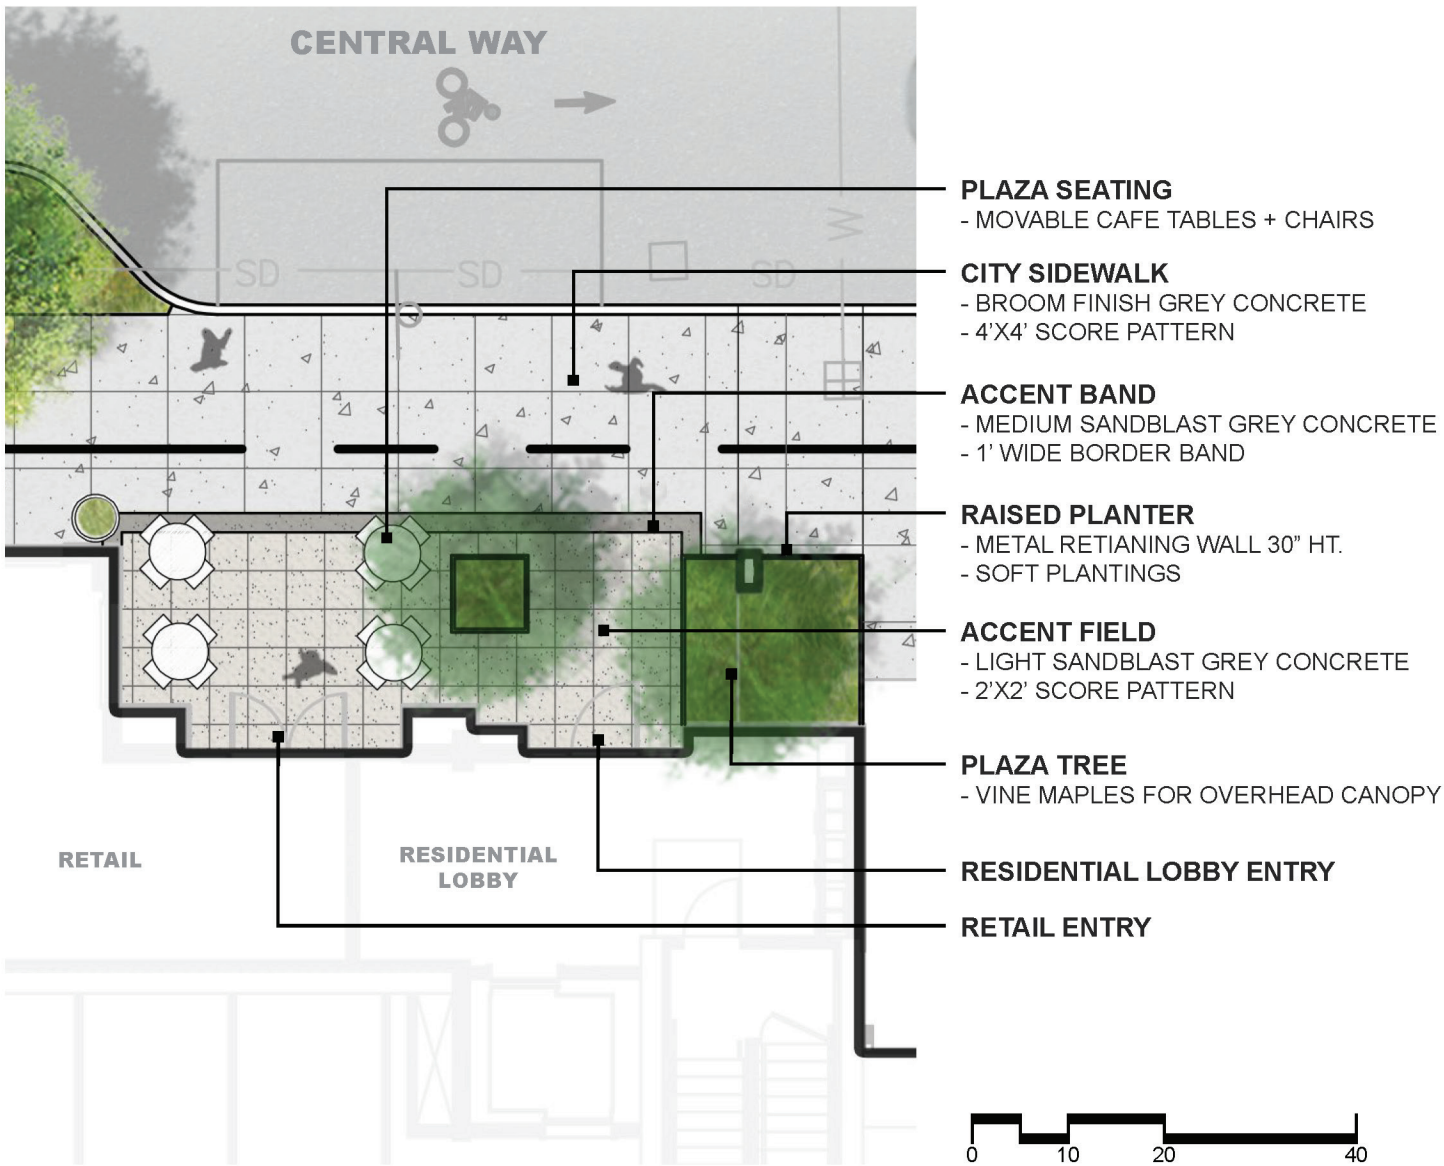 CENTRAL WAY
SD SD SD
PLAZA SEATING
- MOVABLE CAFE TABLES + CHAIRS
CITY SIDEWALK
- BROOM FINISH GREY CONCRETE
- 4'X4' SCORE PATTERN
ACCENT BAND
- MEDIUM SANDBLAST GREY CONCRETE
- 1' WIDE BORDER BAND
RAISED PLANTER
- METAL RETIANING WALL 30" HT.
- SOFT PLANTINGS
ACCENT FIELD
- LIGHT SANDBLAST GREY CONCRETE
- 2'X2' SCORE PATTERN
PLAZA TREE
- VINE MAPLES FOR OVERHEAD CANOPY
RESIDENTIAL LOBBY ENTRY
RETAIL ENTRY
RETAIL
RESIDENTIAL
LOBBY
0 10 20 40